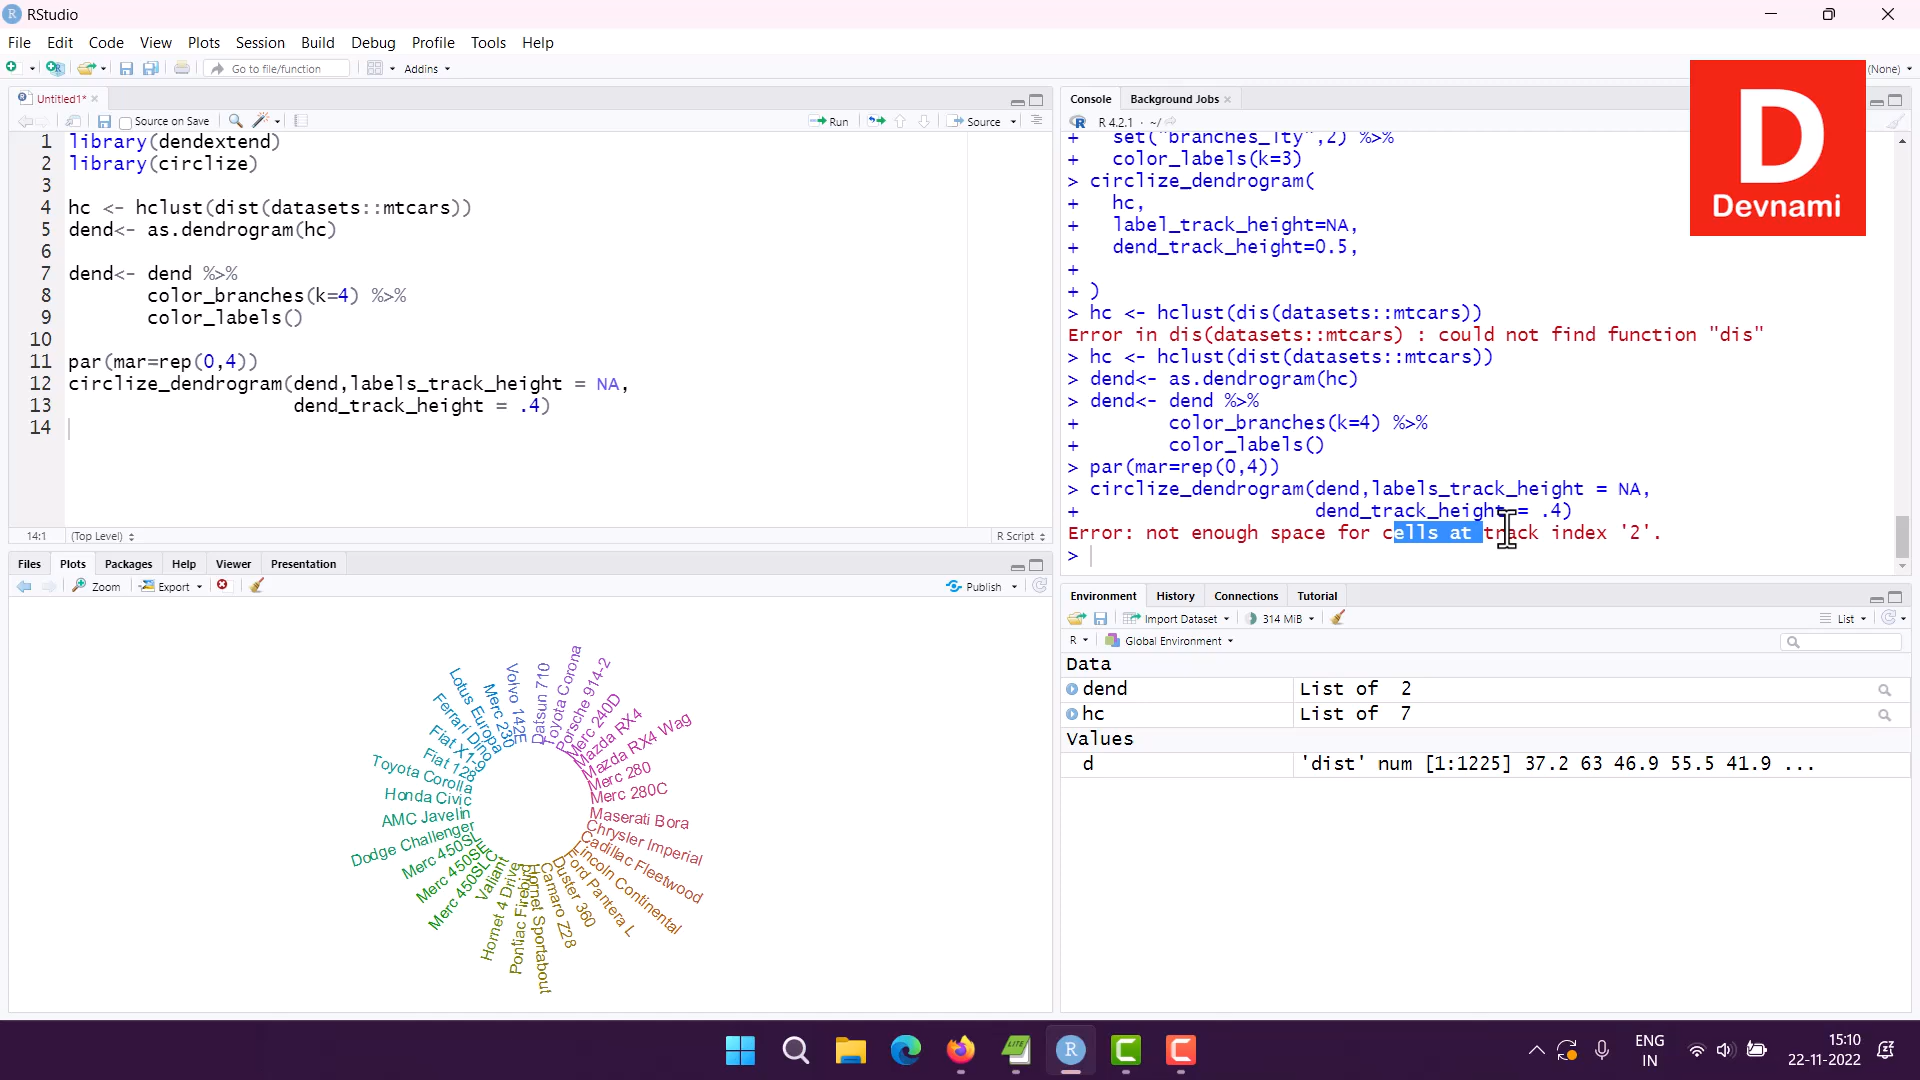 RStudio
File Edit Code View Plots Session Build Debug Profile Tools Help
Go to file/function Addins (None)
Untitled1*
Source on Save Run Source
1 library(dendextend)
2 library(circlize)
3
4 hc <- hclust(dist(datasets::mtcars))
5 dend<- as.dendrogram(hc)
6
7 dend<- dend %>%
8 color_branches(k=4) %>%
9 color_labels()
10
11 par(mar=rep(0,4))
12 circlize_dendrogram(dend,labels_track_height = NA,
13 dend_track_height = .4)
14
14:1 (Top Level) R Script
Console Background Jobs
R 4.2.1 · ~/
+ set("branches_lty",2) %>%
+ color_labels(k=3)
> circlize_dendrogram(
+ hc,
+ label_track_height=NA,
+ dend_track_height=0.5,
+
+ )
> hc <- hclust(dis(datasets::mtcars))
Error in dis(datasets::mtcars) : could not find function "dis"
> hc <- hclust(dist(datasets::mtcars))
> dend<- as.dendrogram(hc)
> dend<- dend %>%
+ color_branches(k=4) %>%
+ color_labels()
> par(mar=rep(0,4))
> circlize_dendrogram(dend,labels_track_height = NA,
+ dend_track_height = .4)
Error: not enough space for cells at track index '2'.
>
D
Devnami
Files Plots Packages Help Viewer Presentation
Zoom Export Publish
Volvo 142E
Datsun 710
Toyota Corona
Porsche 914-2
Merc 240D
Mazda RX4
Mazda RX4 Wag
Merc 280
Merc 280C
Maserati Bora
Chrysler Imperial
Cadillac Fleetwood
Lincoln Continental
Ford Pantera L
Duster 360
Camaro Z28
Hornet Sportabout
Pontiac Firebird
Hornet 4 Drive
Valiant
Merc 450SLC
Merc 450SE
Merc 450SL
Dodge Challenger
AMC Javelin
Honda Civic
Toyota Corolla
Fiat 128
Fiat X1-9
Ferrari Dino
Lotus Europa
Merc 230
Environment History Connections Tutorial
Import Dataset 314 MiB List
R Global Environment
Data
dend List of 2
hc List of 7
Values
d 'dist' num [1:1225] 37.2 63 46.9 55.5 41.9 ...
LITE
R
ENG
IN
15:10
22-11-2022